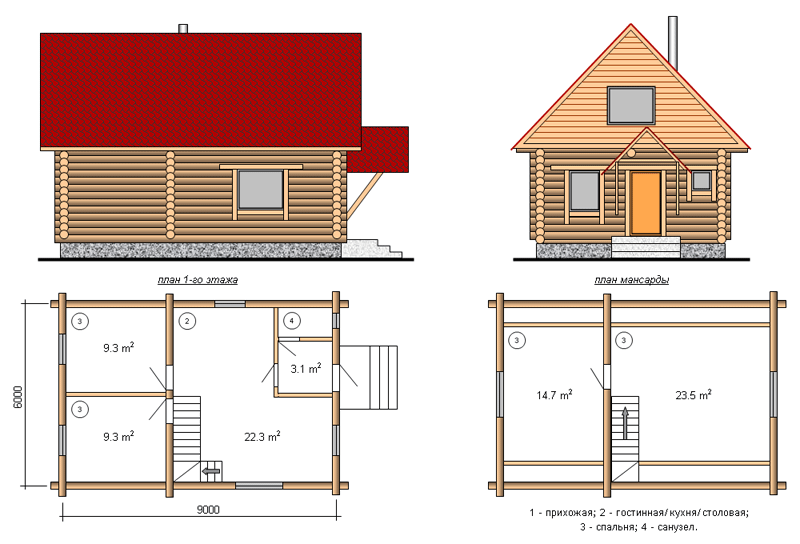 план 1-го этажа
план мансарды
3
2
4
9.3 m²
3.1 m²
3
9.3 m²
22.3 m²
6000
9000
3
3
14.7 m²
23.5 m²
1 - прихожая; 2 - гостинная/кухня/столовая;
3 - спальня; 4 - санузел.